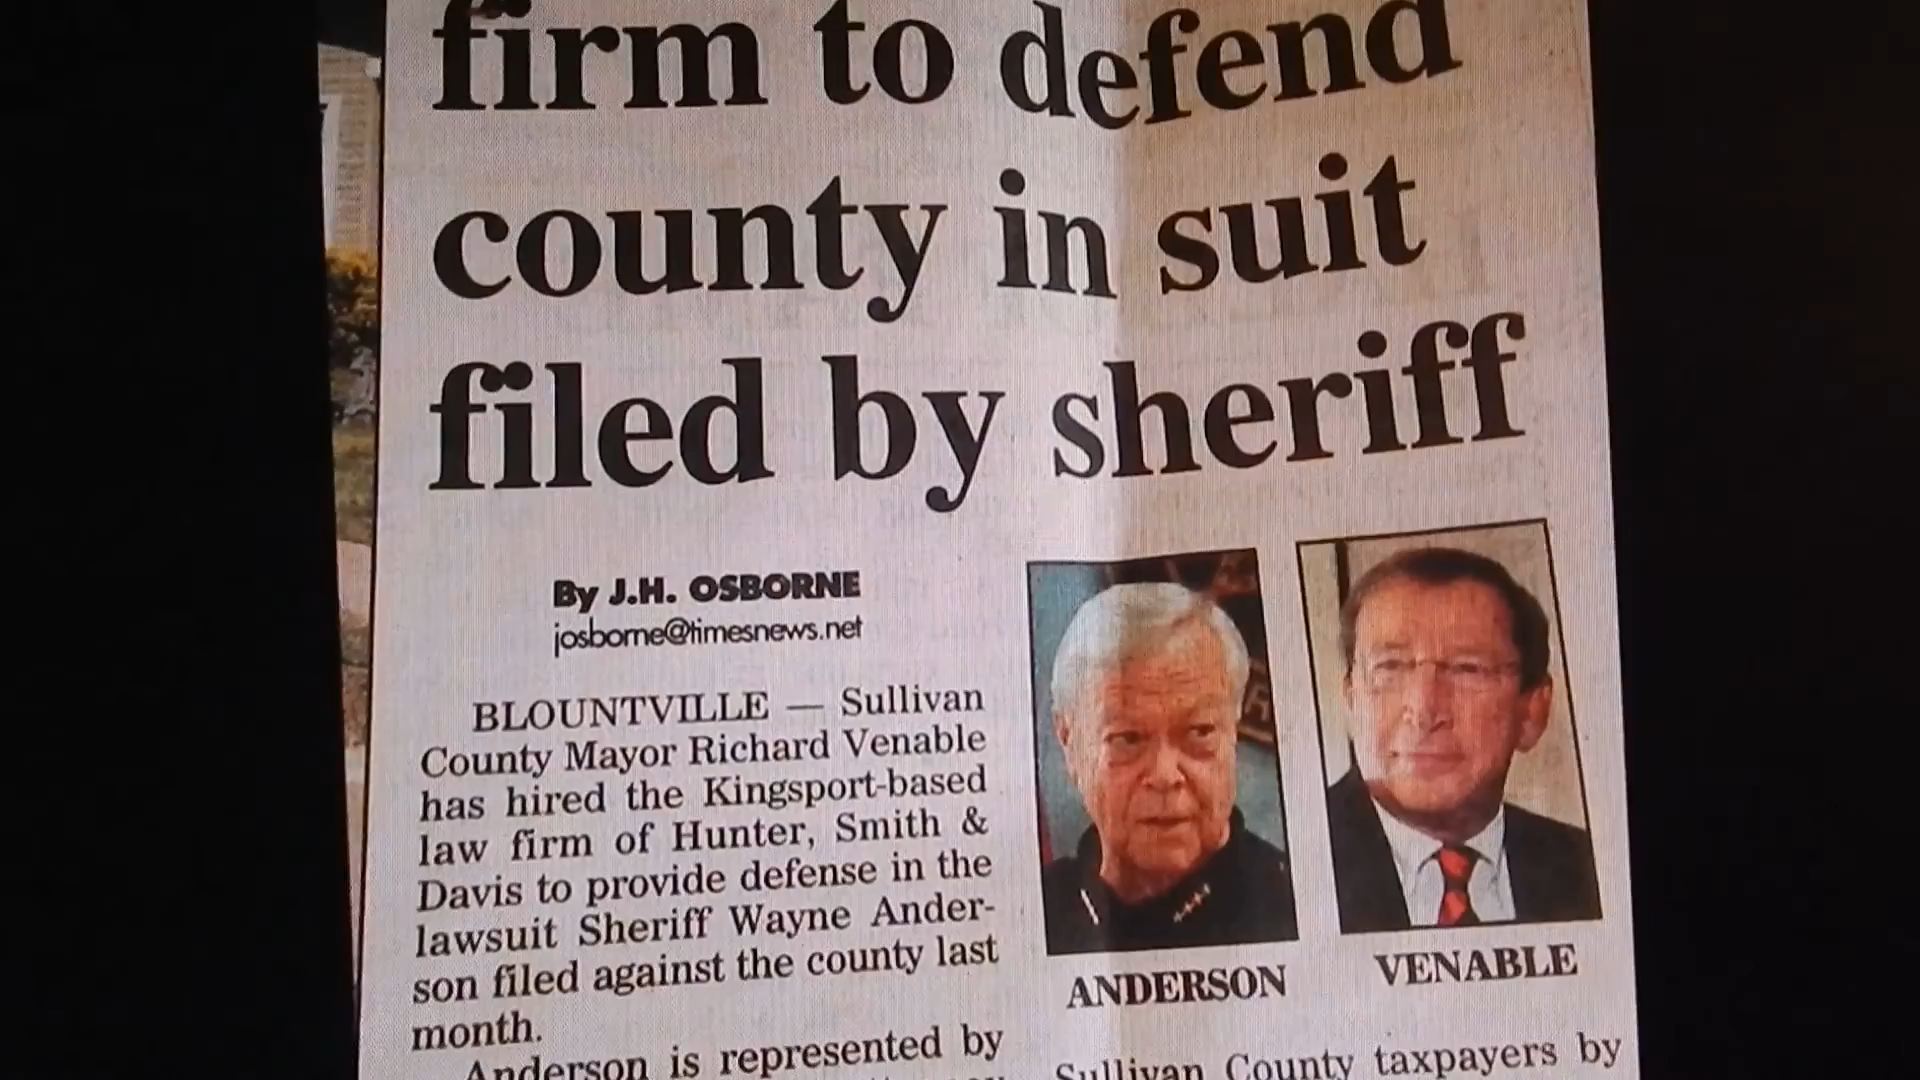 firm to defend
county in suit
filed by sheriff
By J.H. OSBORNE
josborne@timesnews.net
BLOUNTVILLE — Sullivan
County Mayor Richard Venable
has hired the Kingsport-based
law firm of Hunter, Smith &
Davis to provide defense in the
lawsuit Sheriff Wayne Ander-
son filed against the county last
month.
Anderson is represented by
ANDERSON
VENABLE
Sullivan County taxpayers by